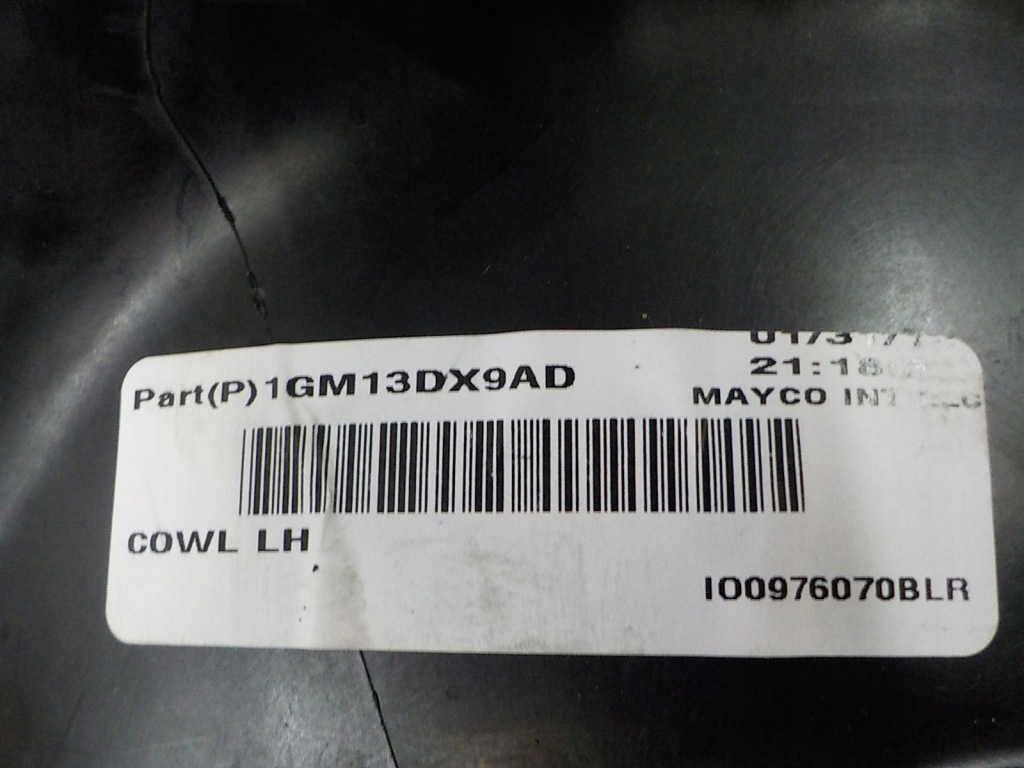 21:18
Part(P)1GM13DX9AD
MAYCO
COWL LH
I00976070BLR